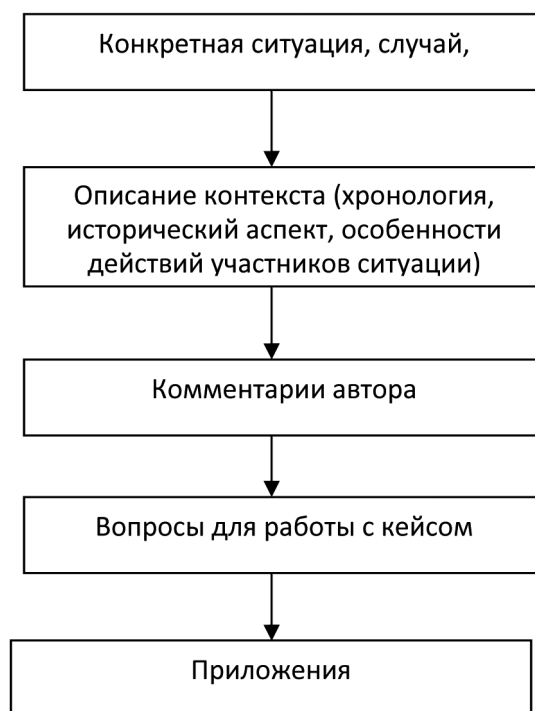 Конкретная ситуация, случай,
Описание контекста (хронология,
исторический аспект, особенности
действий участников ситуации)
Комментарии автора
Вопросы для работы с кейсом
Приложения